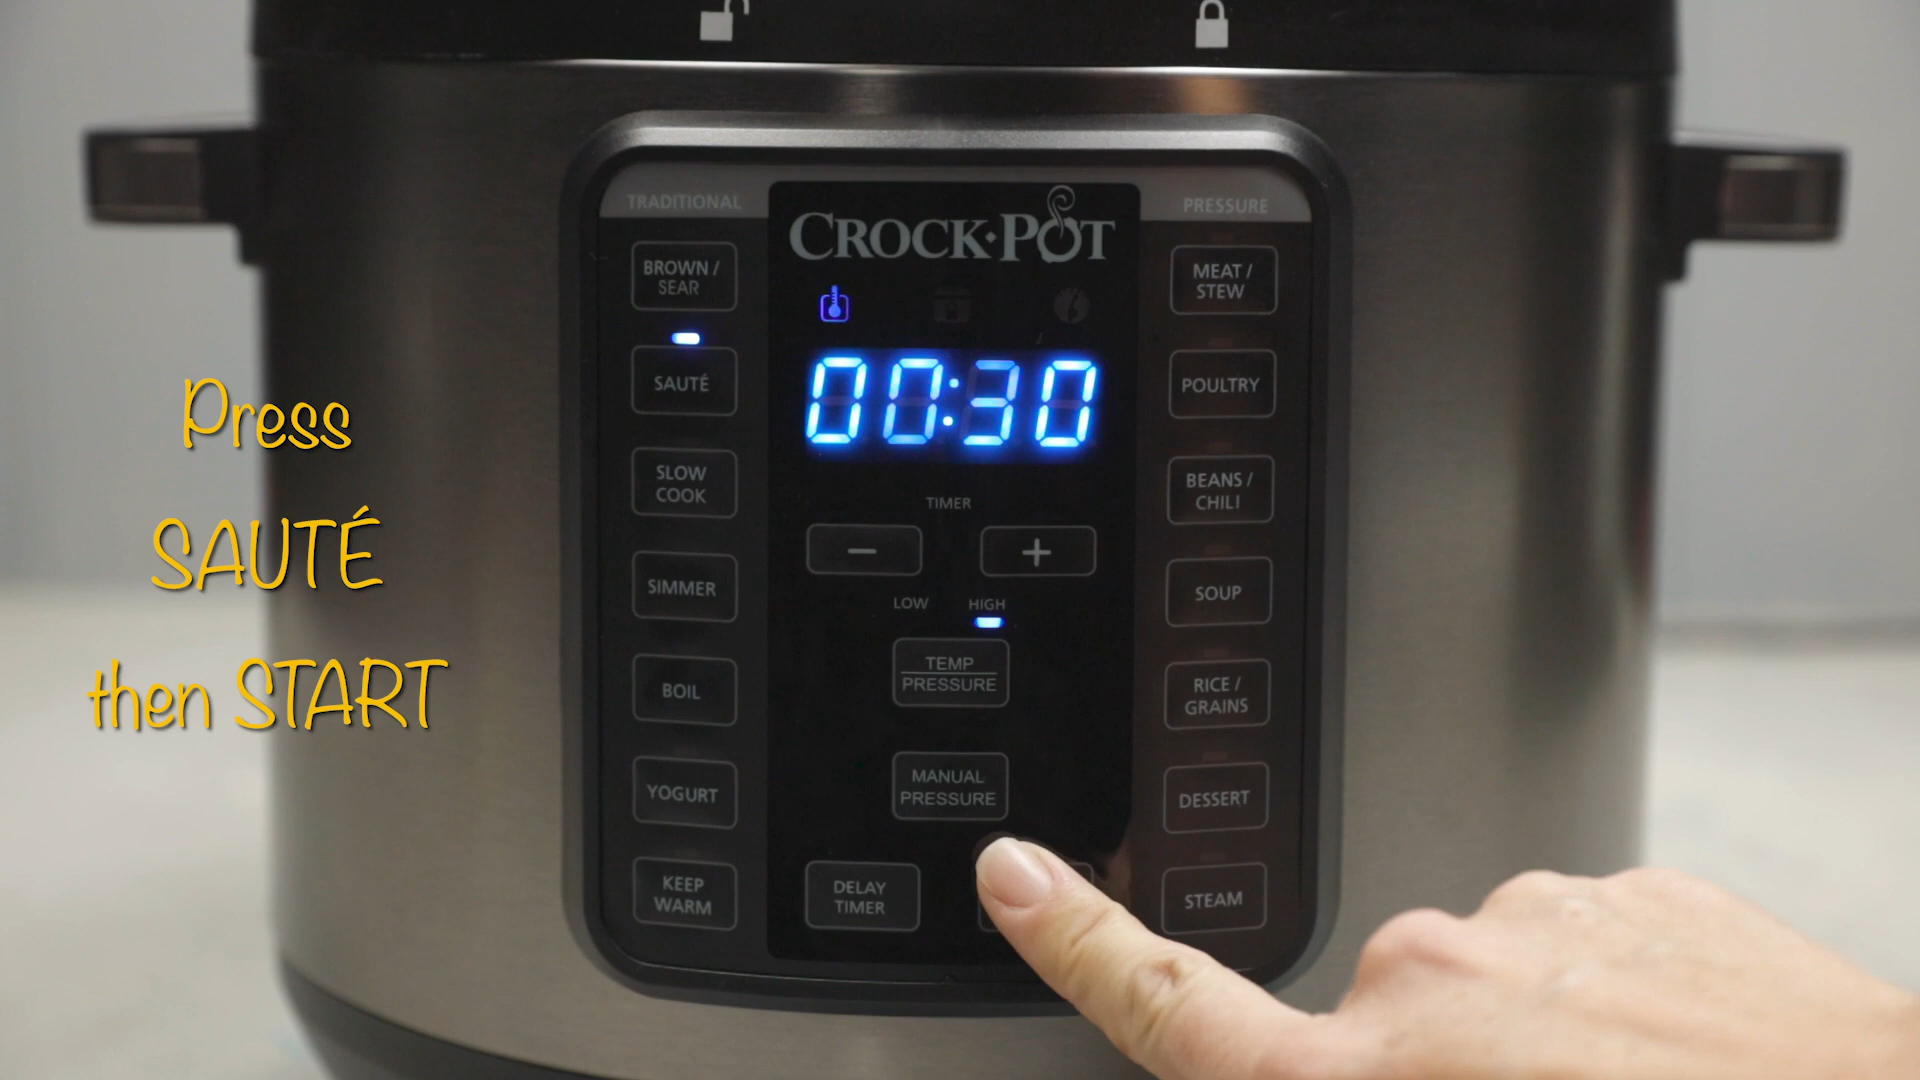 Press
SAUTÉ
then START
TRADITIONAL
BROWN /
SEAR
SAUTÉ
SLOW
COOK
SIMMER
BOIL
YOGURT
KEEP
WARM
CROCK·POT
00:30
TIMER
−
+
LOW HIGH
TEMP
PRESSURE
MANUAL
PRESSURE
DELAY
TIMER
PRESSURE
MEAT /
STEW
POULTRY
BEANS /
CHILI
SOUP
RICE /
GRAINS
DESSERT
STEAM